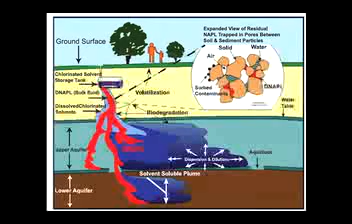 Expanded View of Residual
NAPL Trapped in Pores Between
Soil & Sediment Particles
Solid
Water
Air
DNAPL
Sorbed
Contaminants
Ground Surface
Chlorinated Solvent
Storage Tank
DNAPL (Bulk fluid)
Dissolved Chlorinated
Solvents
Volatilization
Biodegradation
Water
Table
Upper Aquifer
Aquitard
Dispersion & Dilution
Solvent Soluble Plume
Lower Aquifer